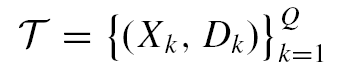 𝒯 = {(X_k, D_k)}_{k=1}^Q